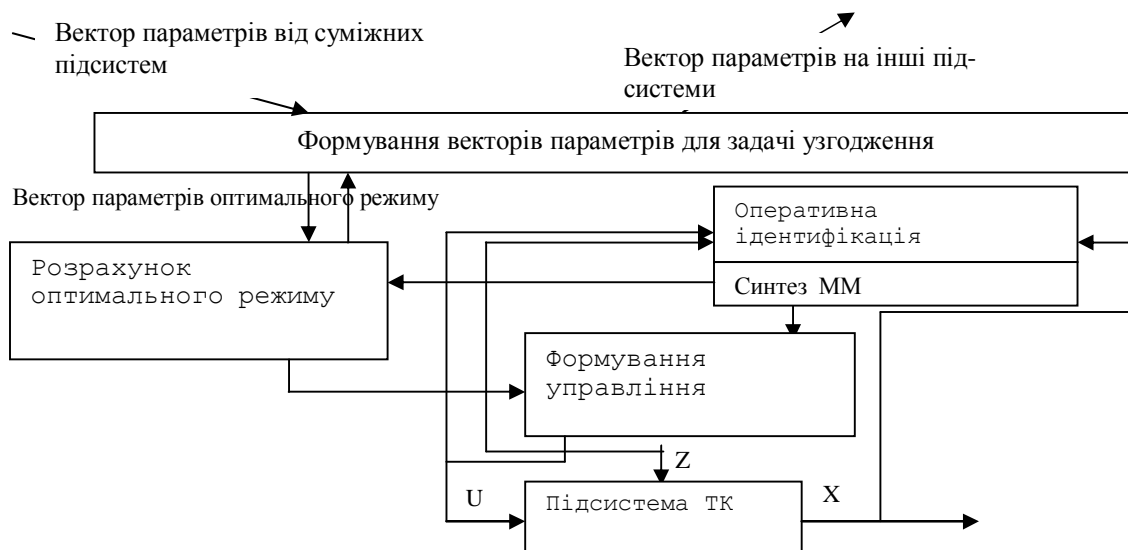 Вектор параметрів від суміжних
підсистем
Вектор параметрів на інші під-
системи
Формування векторів параметрів для задачі узгодження
Вектор параметрів оптимального режиму
Оперативна
ідентифікація
Розрахунок
оптимального режиму
Синтез ММ
Формування
управління
Z
U
Підсистема ТК
X